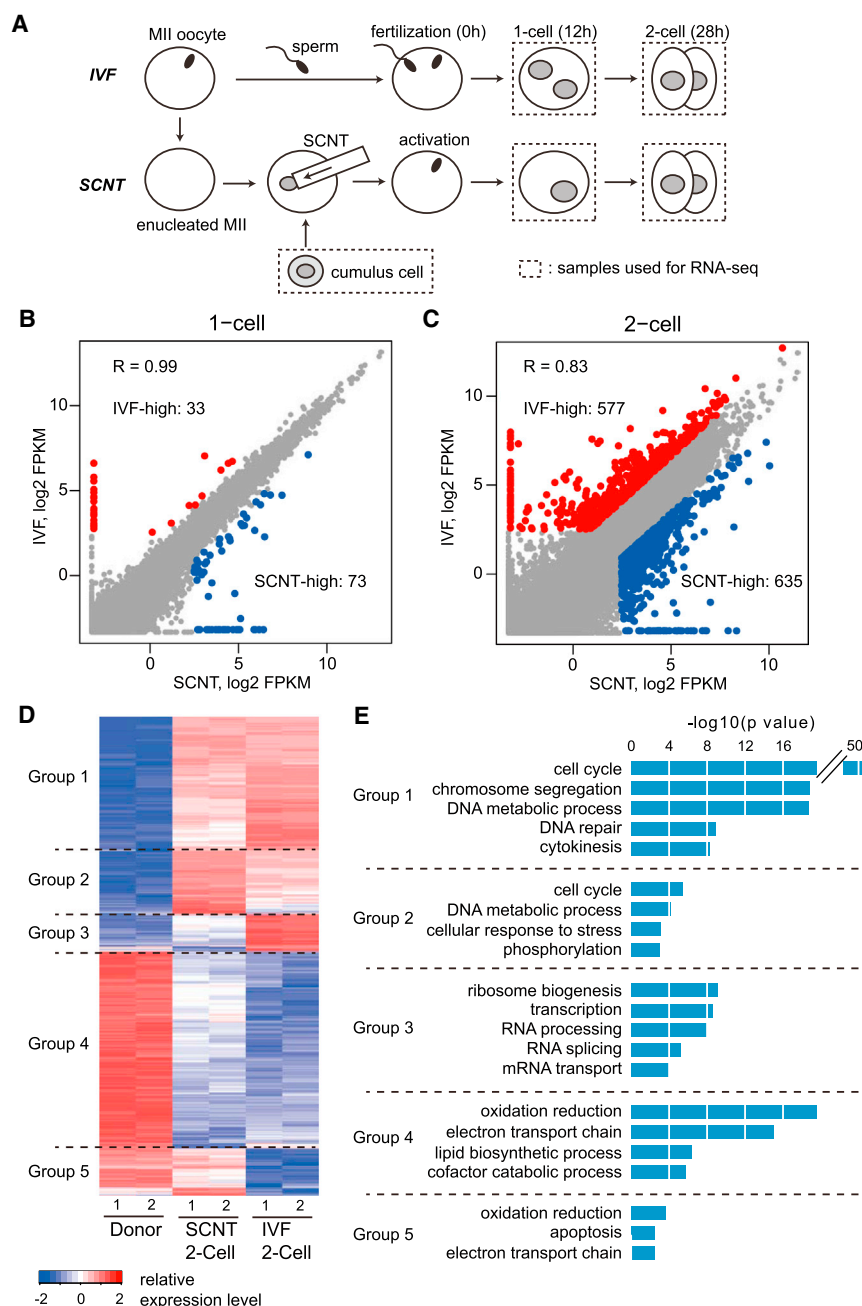 A
MII oocyte
sperm
fertilization (0h)
1-cell (12h)
2-cell (28h)
IVF
SCNT
SCNT
activation
enucleated MII
cumulus cell
: samples used for RNA-seq
B
1−cell
R = 0.99
IVF-high: 33
SCNT-high: 73
10
5
0
IVF, log2 FPKM
0
5
10
SCNT, log2 FPKM
C
2−cell
R = 0.83
IVF-high: 577
SCNT-high: 635
10
5
0
IVF, log2 FPKM
0
5
10
SCNT, log2 FPKM
D
Group 1
Group 2
Group 3
Group 4
Group 5
1 2 1 2 1 2
Donor
SCNT 2-Cell
IVF 2-Cell
-2 0 2
relative
expression level
E
-log10(p value)
0 4 8 12 16 50
Group 1
cell cycle
chromosome segregation
DNA metabolic process
DNA repair
cytokinesis
Group 2
cell cycle
DNA metabolic process
cellular response to stress
phosphorylation
Group 3
ribosome biogenesis
transcription
RNA processing
RNA splicing
mRNA transport
Group 4
oxidation reduction
electron transport chain
lipid biosynthetic process
cofactor catabolic process
Group 5
oxidation reduction
apoptosis
electron transport chain